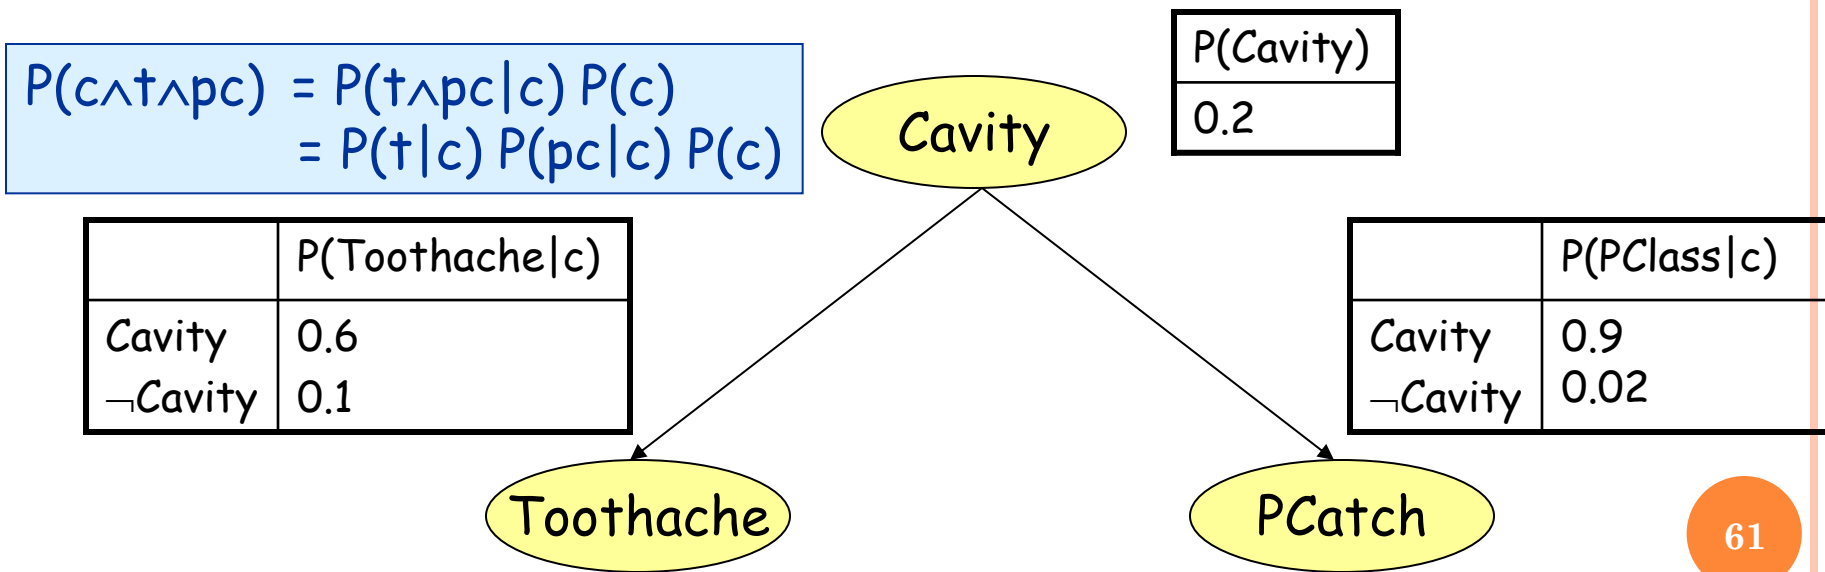 P(Cavity)
0.2
P(c∧t∧pc) = P(t∧pc|c) P(c)
= P(t|c) P(pc|c) P(c)
Cavity
P(Toothache|c)
Cavity 0.6
¬Cavity 0.1
P(PClass|c)
Cavity 0.9
¬Cavity 0.02
Toothache
PCatch
61